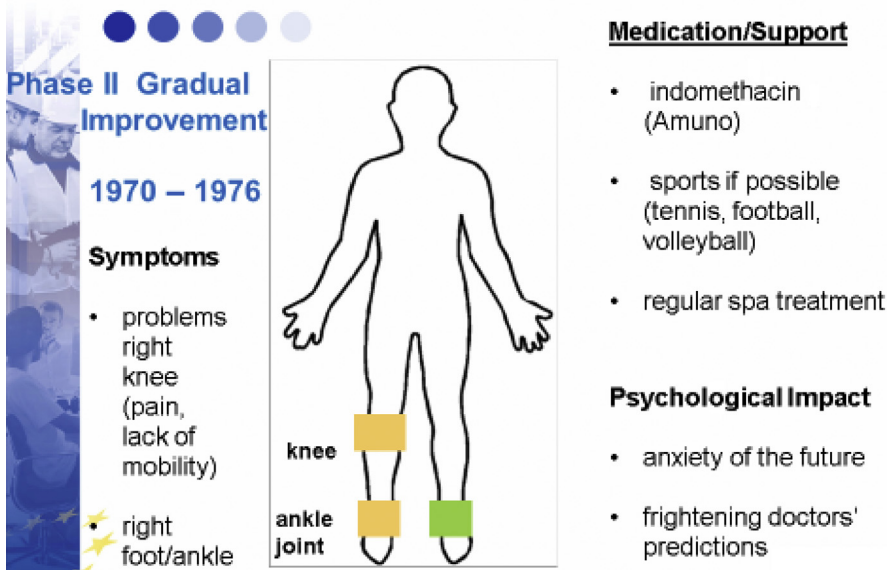 Phase II Gradual
Improvement
1970 – 1976
Symptoms
• problems
right
knee
(pain,
lack of
mobility)
• right
foot/ankle
knee
ankle
joint
Medication/Support
• indomethacin
(Amuno)
• sports if possible
(tennis, football,
volleyball)
• regular spa treatment
Psychological Impact
• anxiety of the future
• frightening doctors'
predictions